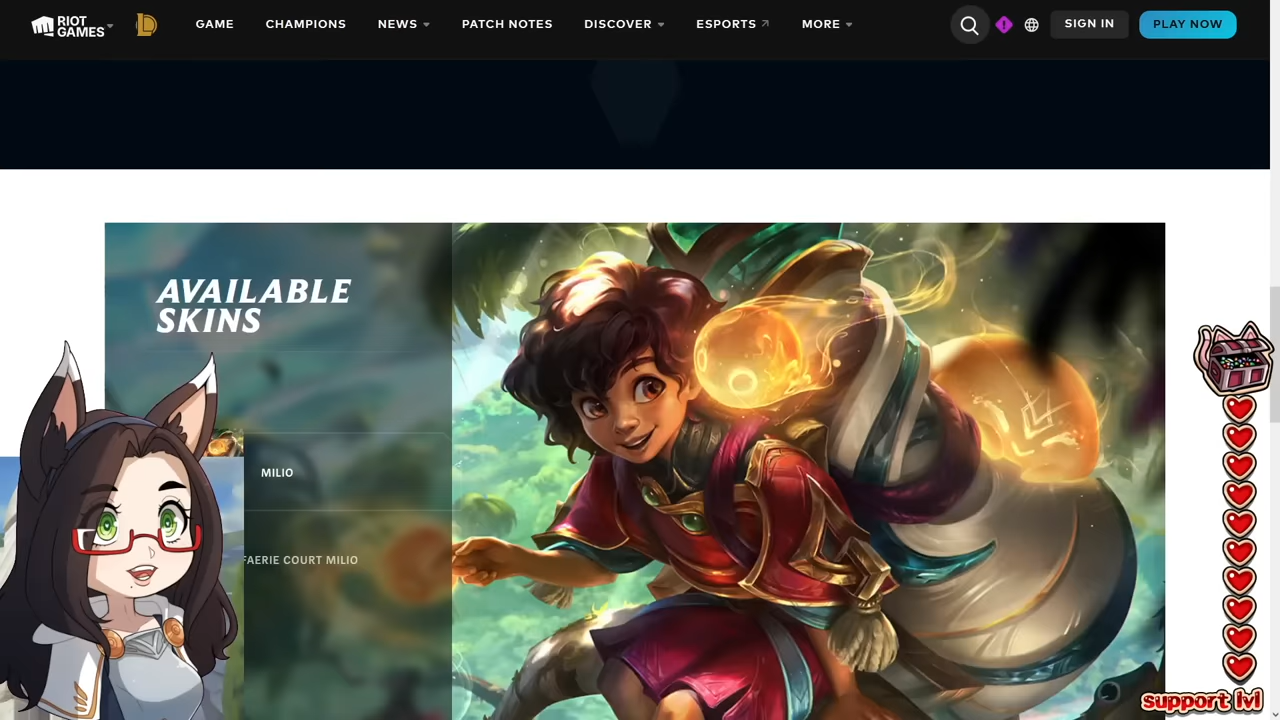 RIOT GAMES
GAME
CHAMPIONS
NEWS
PATCH NOTES
DISCOVER
ESPORTS
MORE
SIGN IN
PLAY NOW
AVAILABLE
SKINS
MILIO
FAERIE COURT MILIO
support lvl